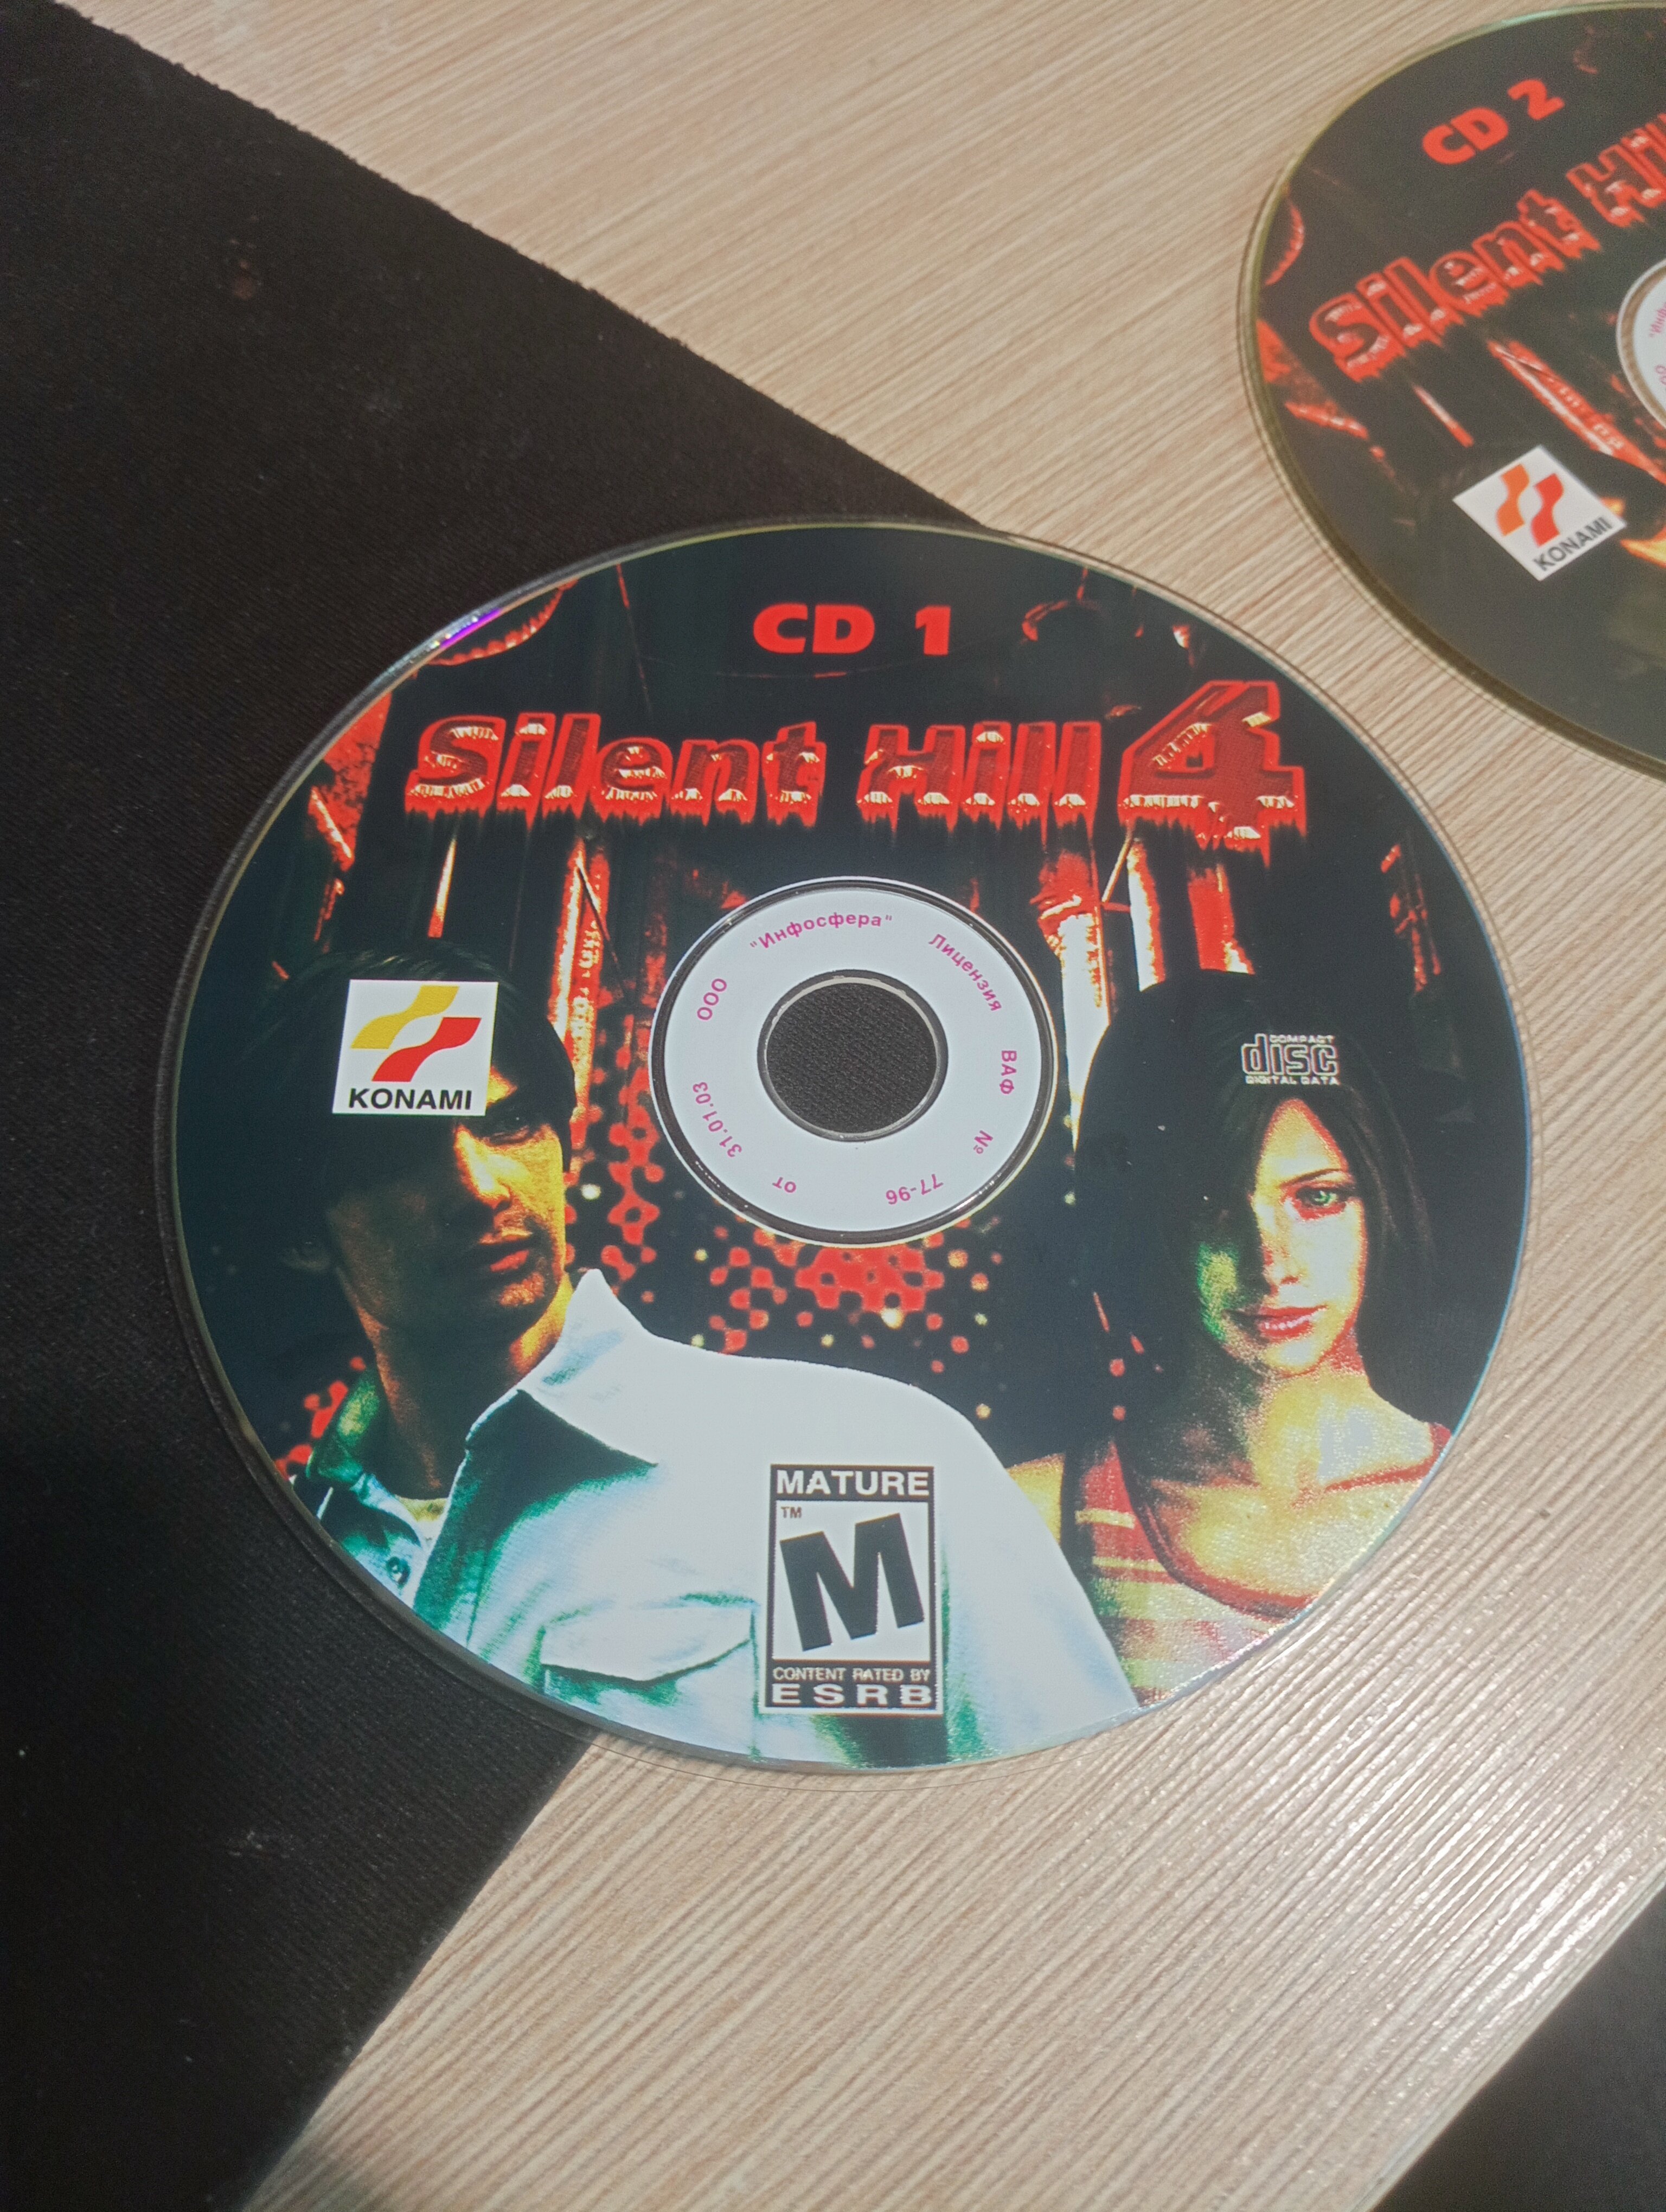 CD 1
Silent Hill 4
ООО "Инфосфера" Лицензия ВАФ № 77-96 от 31.01.03
KONAMI
COMPACT
disc
DIGITAL DATA
MATURE
TM
M
CONTENT RATED BY
ESRB
CD 2
Silent
KONAMI